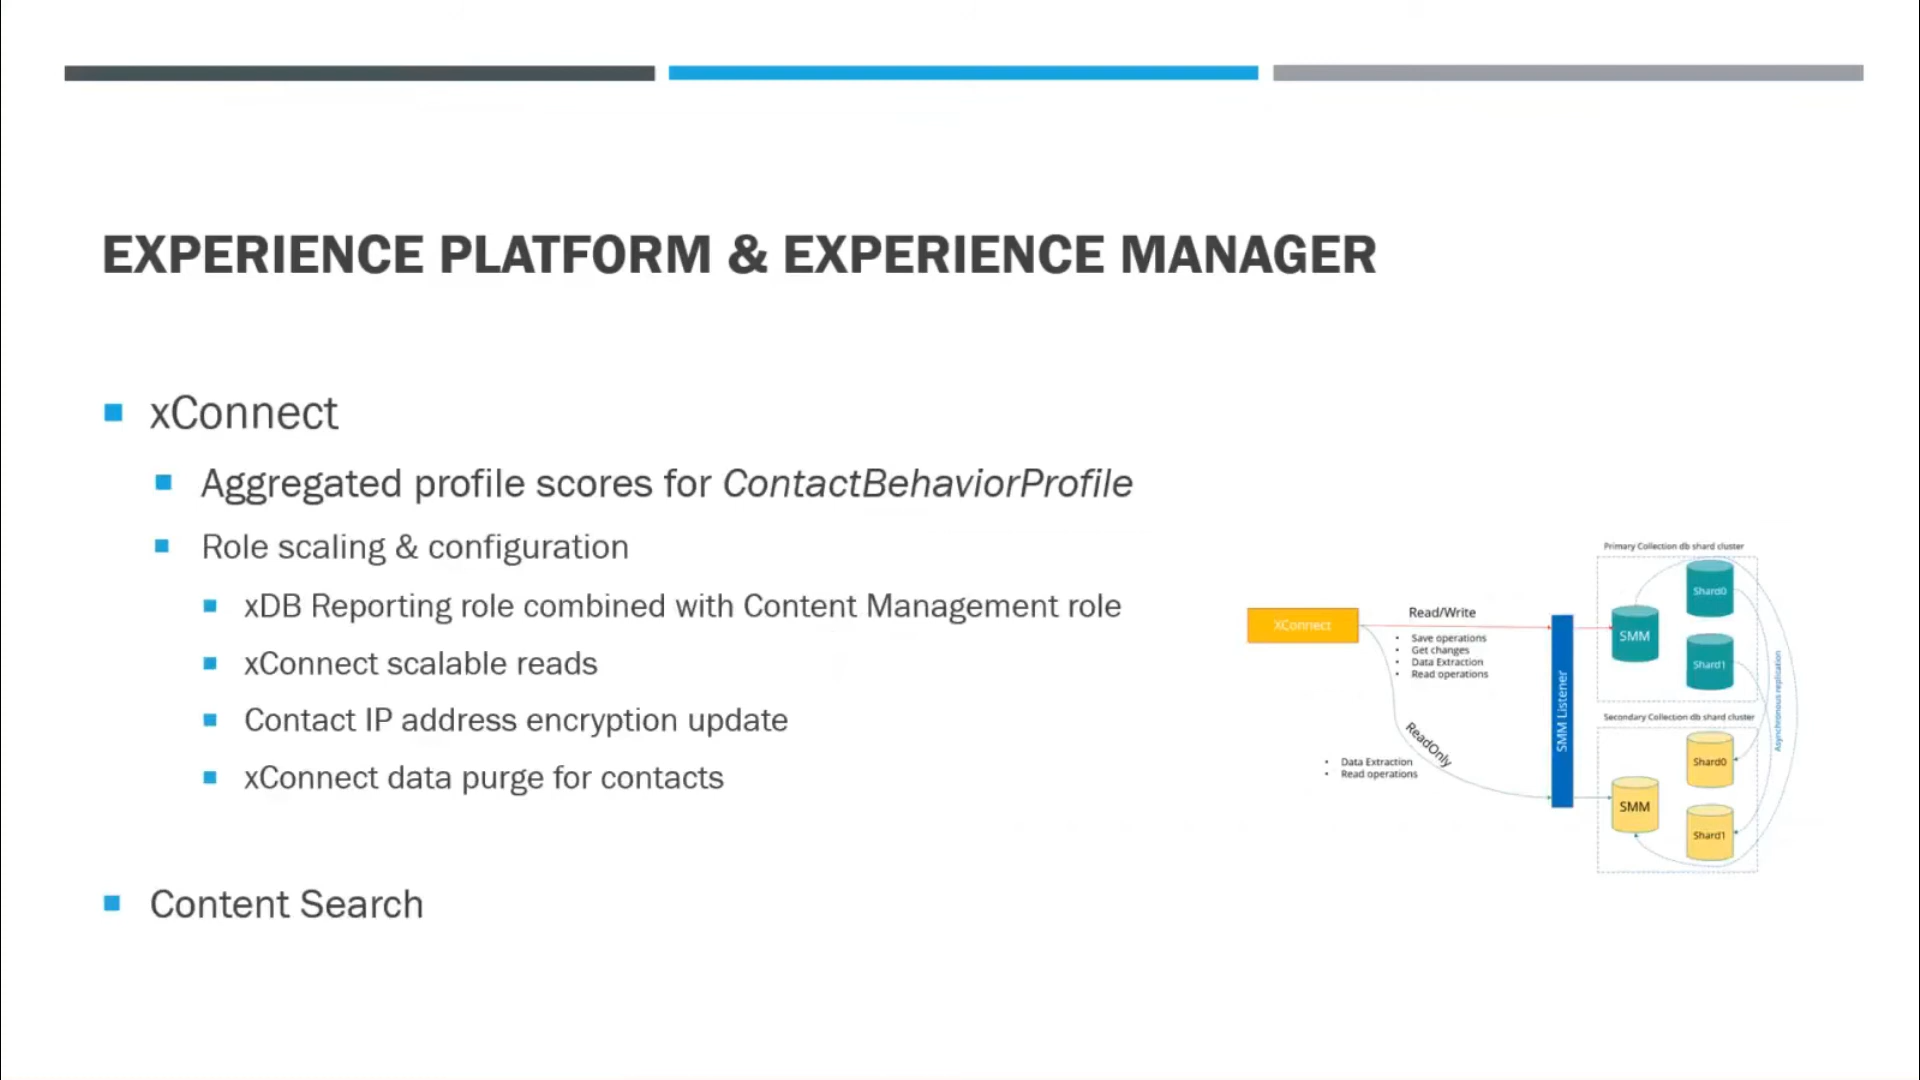 EXPERIENCE PLATFORM & EXPERIENCE MANAGER
xConnect
Aggregated profile scores for ContactBehaviorProfile
Role scaling & configuration
xDB Reporting role combined with Content Management role
xConnect scalable reads
Contact IP address encryption update
xConnect data purge for contacts
Content Search
XConnect
Read/Write
Save operations
Get changes
Data Extraction
Read operations
ReadOnly
Data Extraction
Read operations
SMM Listener
Primary Collection db shard cluster
Shard0
SMM
Shard1
Secondary Collection db shard cluster
Shard0
SMM
Shard1
Asynchronous replication